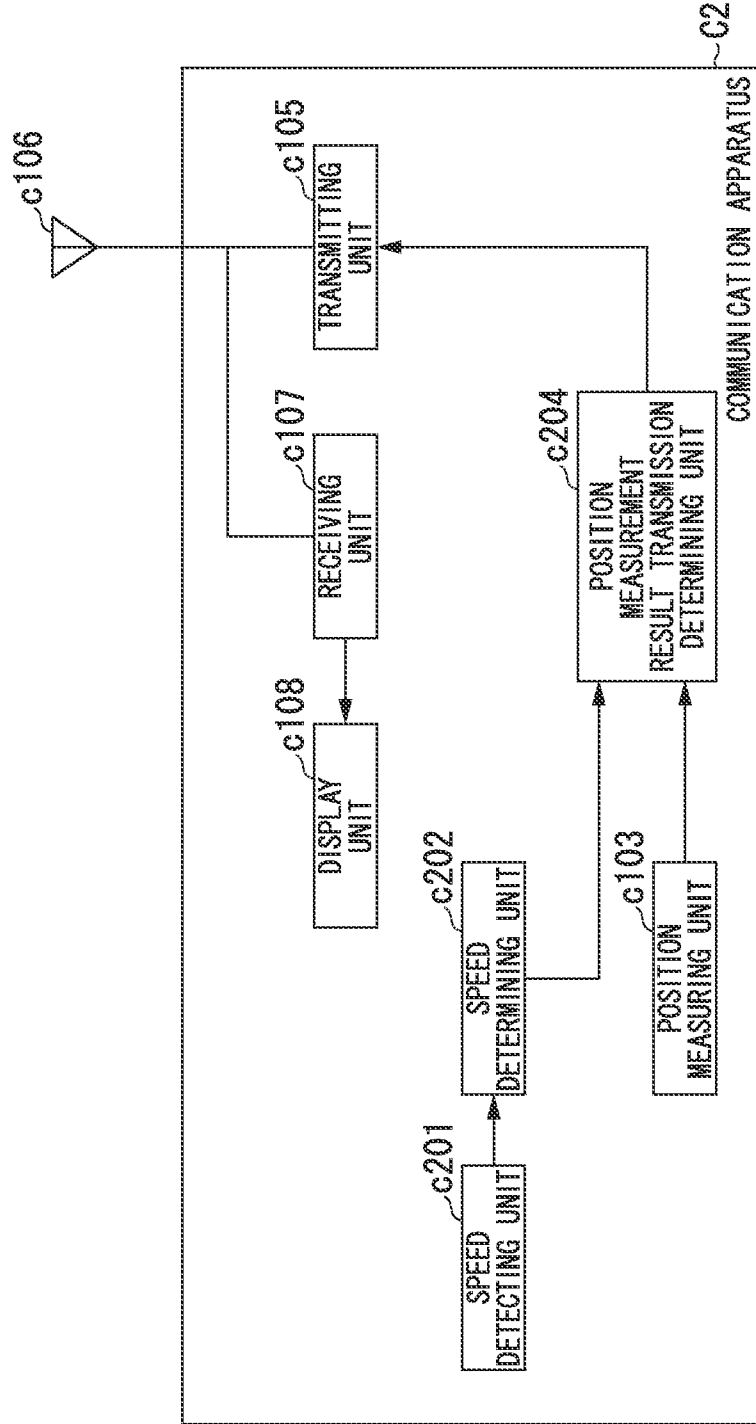 c106
C2
COMMUNICATION APPARATUS
c105
TRANSMITTING
UNIT
c107
RECEIVING
UNIT
c108
DISPLAY
UNIT
c204
POSITION
MEASUREMENT
RESULT TRANSMISSION
DETERMINING UNIT
c201
SPEED
DETECTING UNIT
c202
SPEED
DETERMINING UNIT
c103
POSITION
MEASURING UNIT